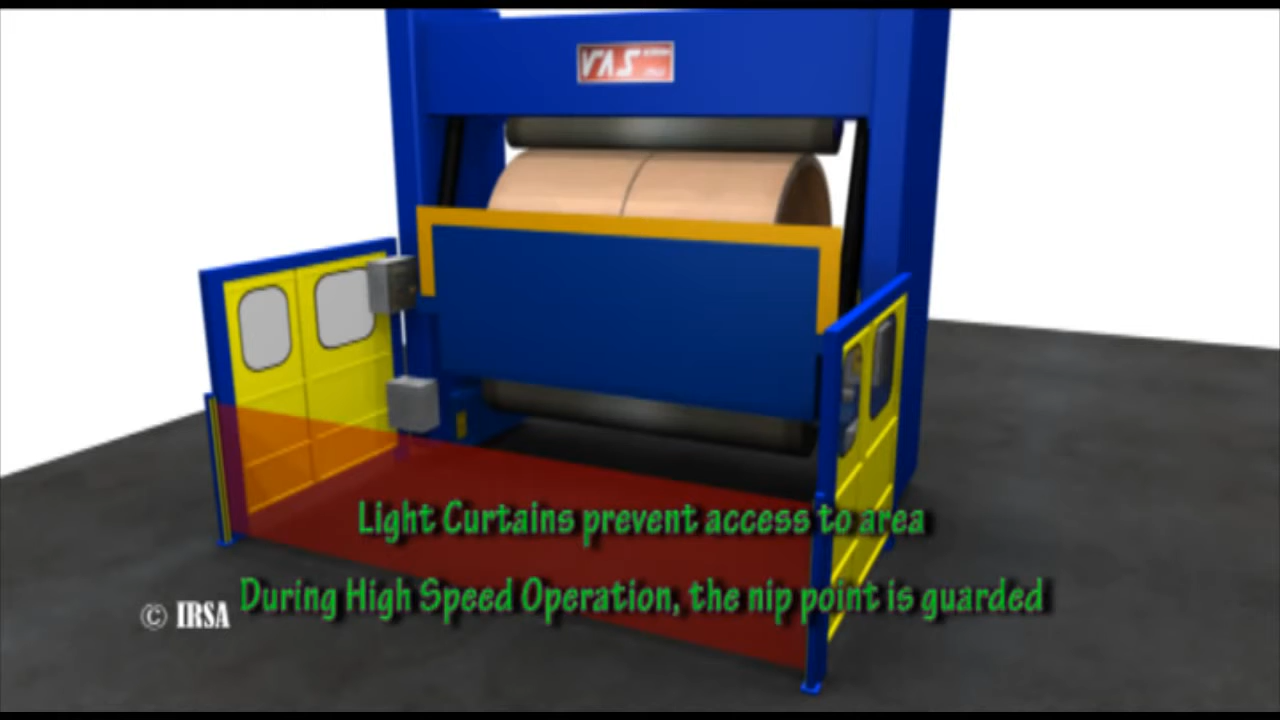 VAS
Light Curtains prevent access to area
During High Speed Operation, the nip point is guarded
© IRSA